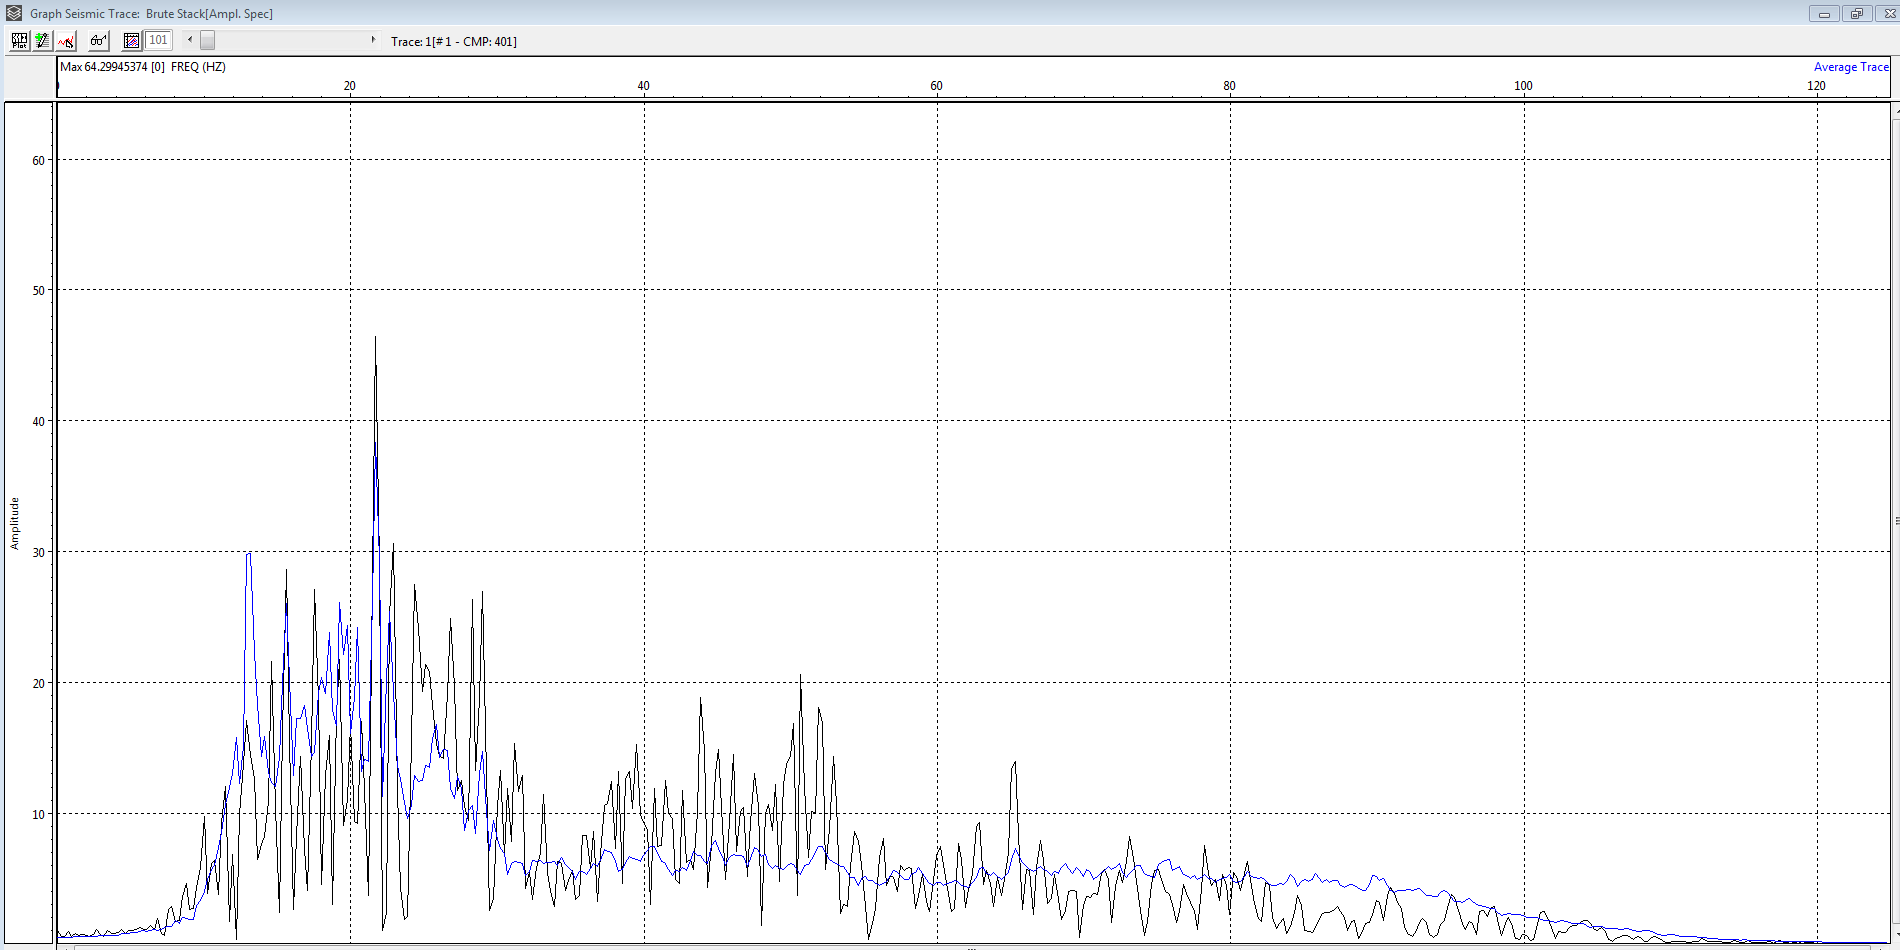 Graph Seismic Trace:  Brute Stack[Ampl. Spec]
101
Trace: 1[# 1 - CMP: 401]
Max 64.29945374 [0]  FREQ (HZ)
Average Trace
20 40 60 80 100 120
Amplitude
60
50
40
30
20
10